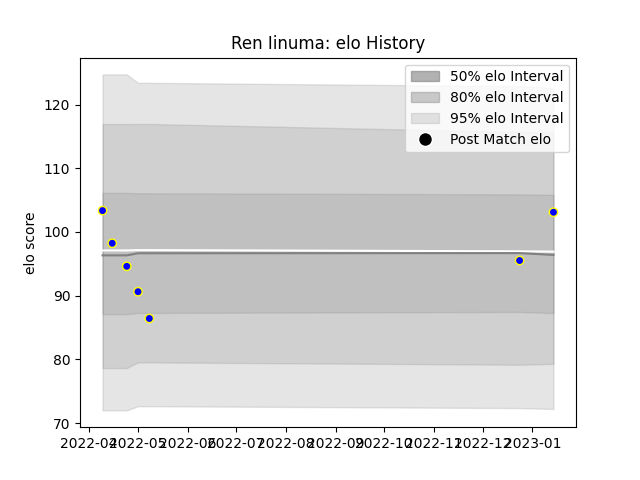 Ren Iinuma: elo History
50% elo Interval
80% elo Interval
95% elo Interval
Post Match elo
elo score
120
110
100
90
80
70
2022-04 2022-05 2022-06 2022-07 2022-08 2022-09 2022-10 2022-11 2022-12 2023-01